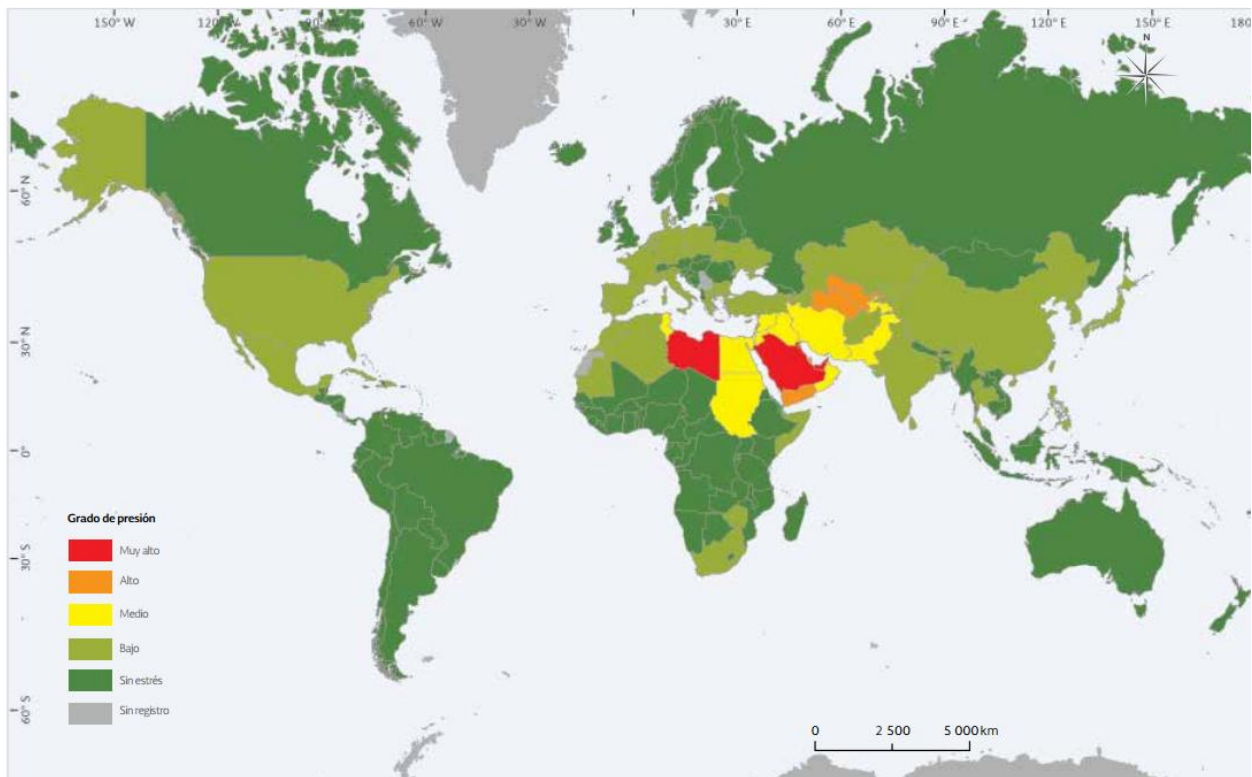 150° W 120° W 90° W 60° W 30° W 30° E 60° E 90° E 120° E 150° E 180
N
60° N
30° N
0°
30° S
60° S
Grado de presión
Muy alto
Alto
Medio
Bajo
Sin estrés
Sin registro
0 2 500 5 000 km